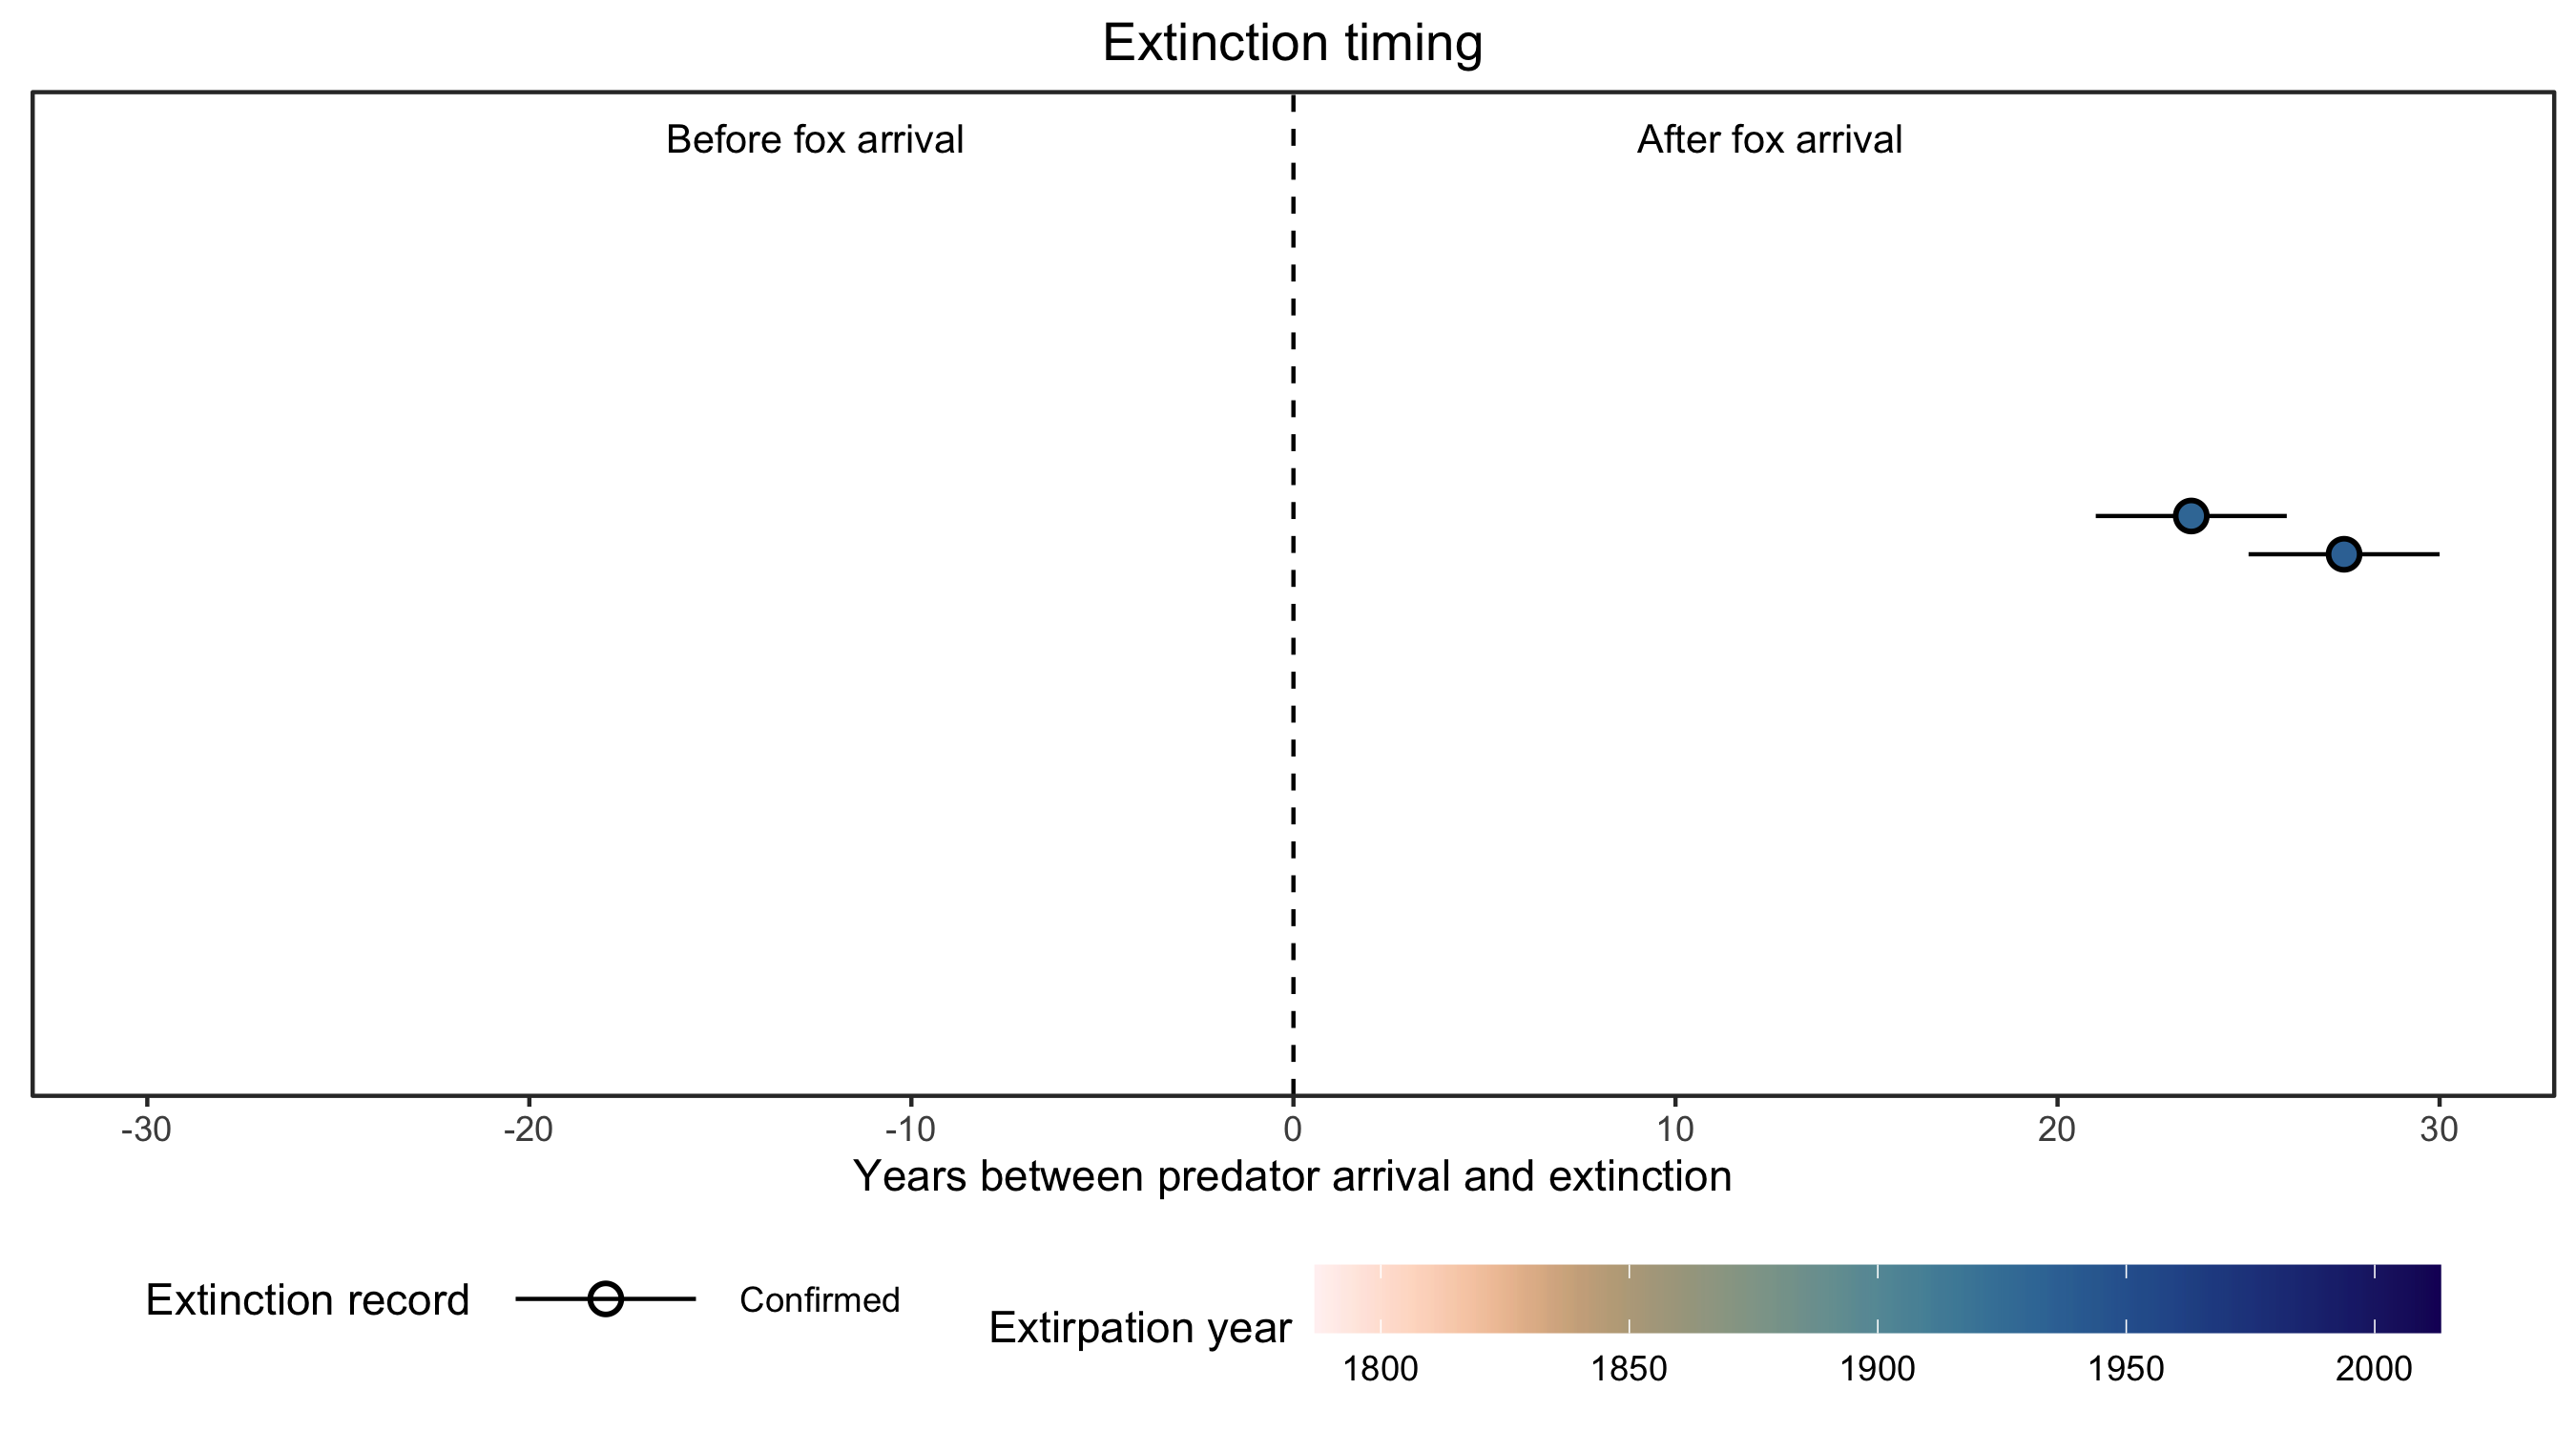 Extinction timing
Before fox arrival
After fox arrival
-30
-20
-10
0
10
20
30
Years between predator arrival and extinction
Extinction record
Confirmed
Extirpation year
1800
1850
1900
1950
2000